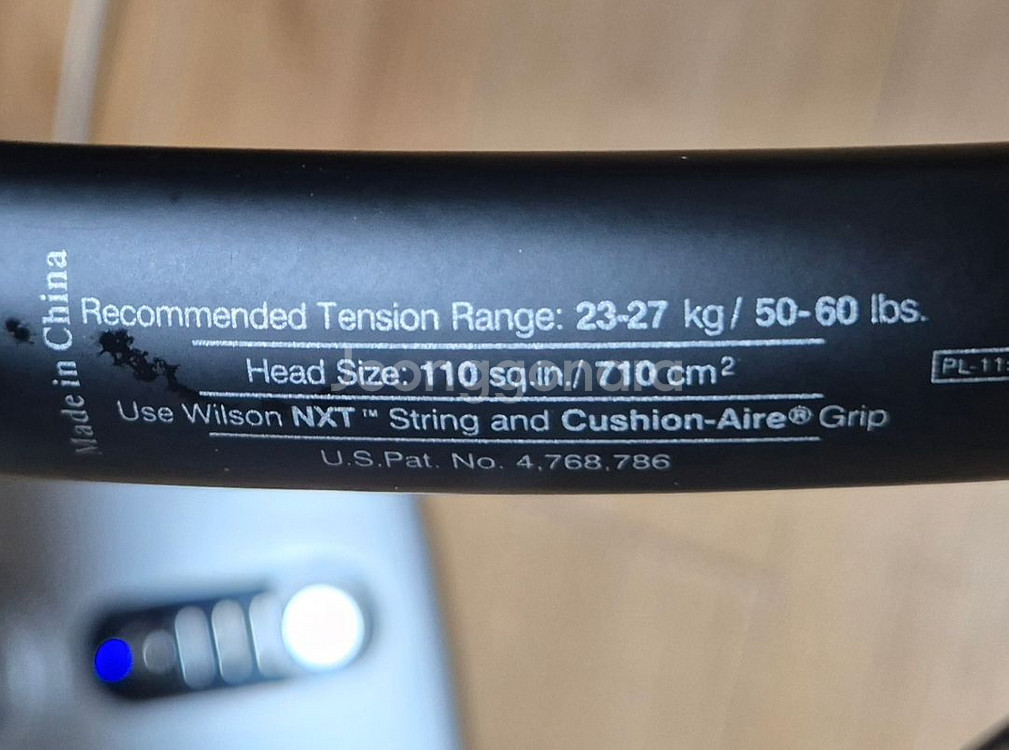 Made in China
Recommended Tension Range: 23-27 kg/ 50-60 lbs.
Head Size: 110 sq.in./ 710 cm²
Use Wilson NXT™ String and Cushion-Aire® Grip
U.S.Pat. No. 4,768,786
Joonggonara